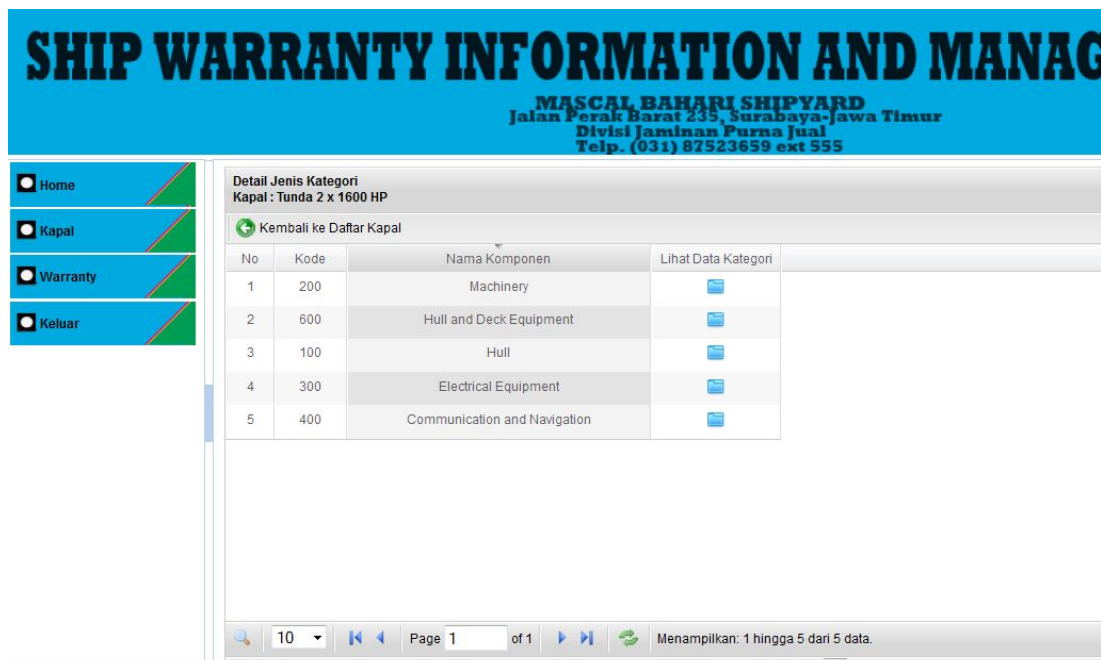 SHIP WARRANTY INFORMATION AND MANAG
MASCAL BAHARI SHIPYARD
Jalan Perak Barat 235, Surabaya-Jawa Timur
Divisi Jaminan Purna Jual
Telp. (031) 87523659 ext 555
Home
Kapal
Warranty
Keluar
Detail Jenis Kategori
Kapal : Tunda 2 x 1600 HP
Kembali ke Daftar Kapal
No Kode Nama Komponen Lihat Data Kategori
1 200 Machinery
2 600 Hull and Deck Equipment
3 100 Hull
4 300 Electrical Equipment
5 400 Communication and Navigation
10 Page 1 of 1 Menampilkan: 1 hingga 5 dari 5 data.